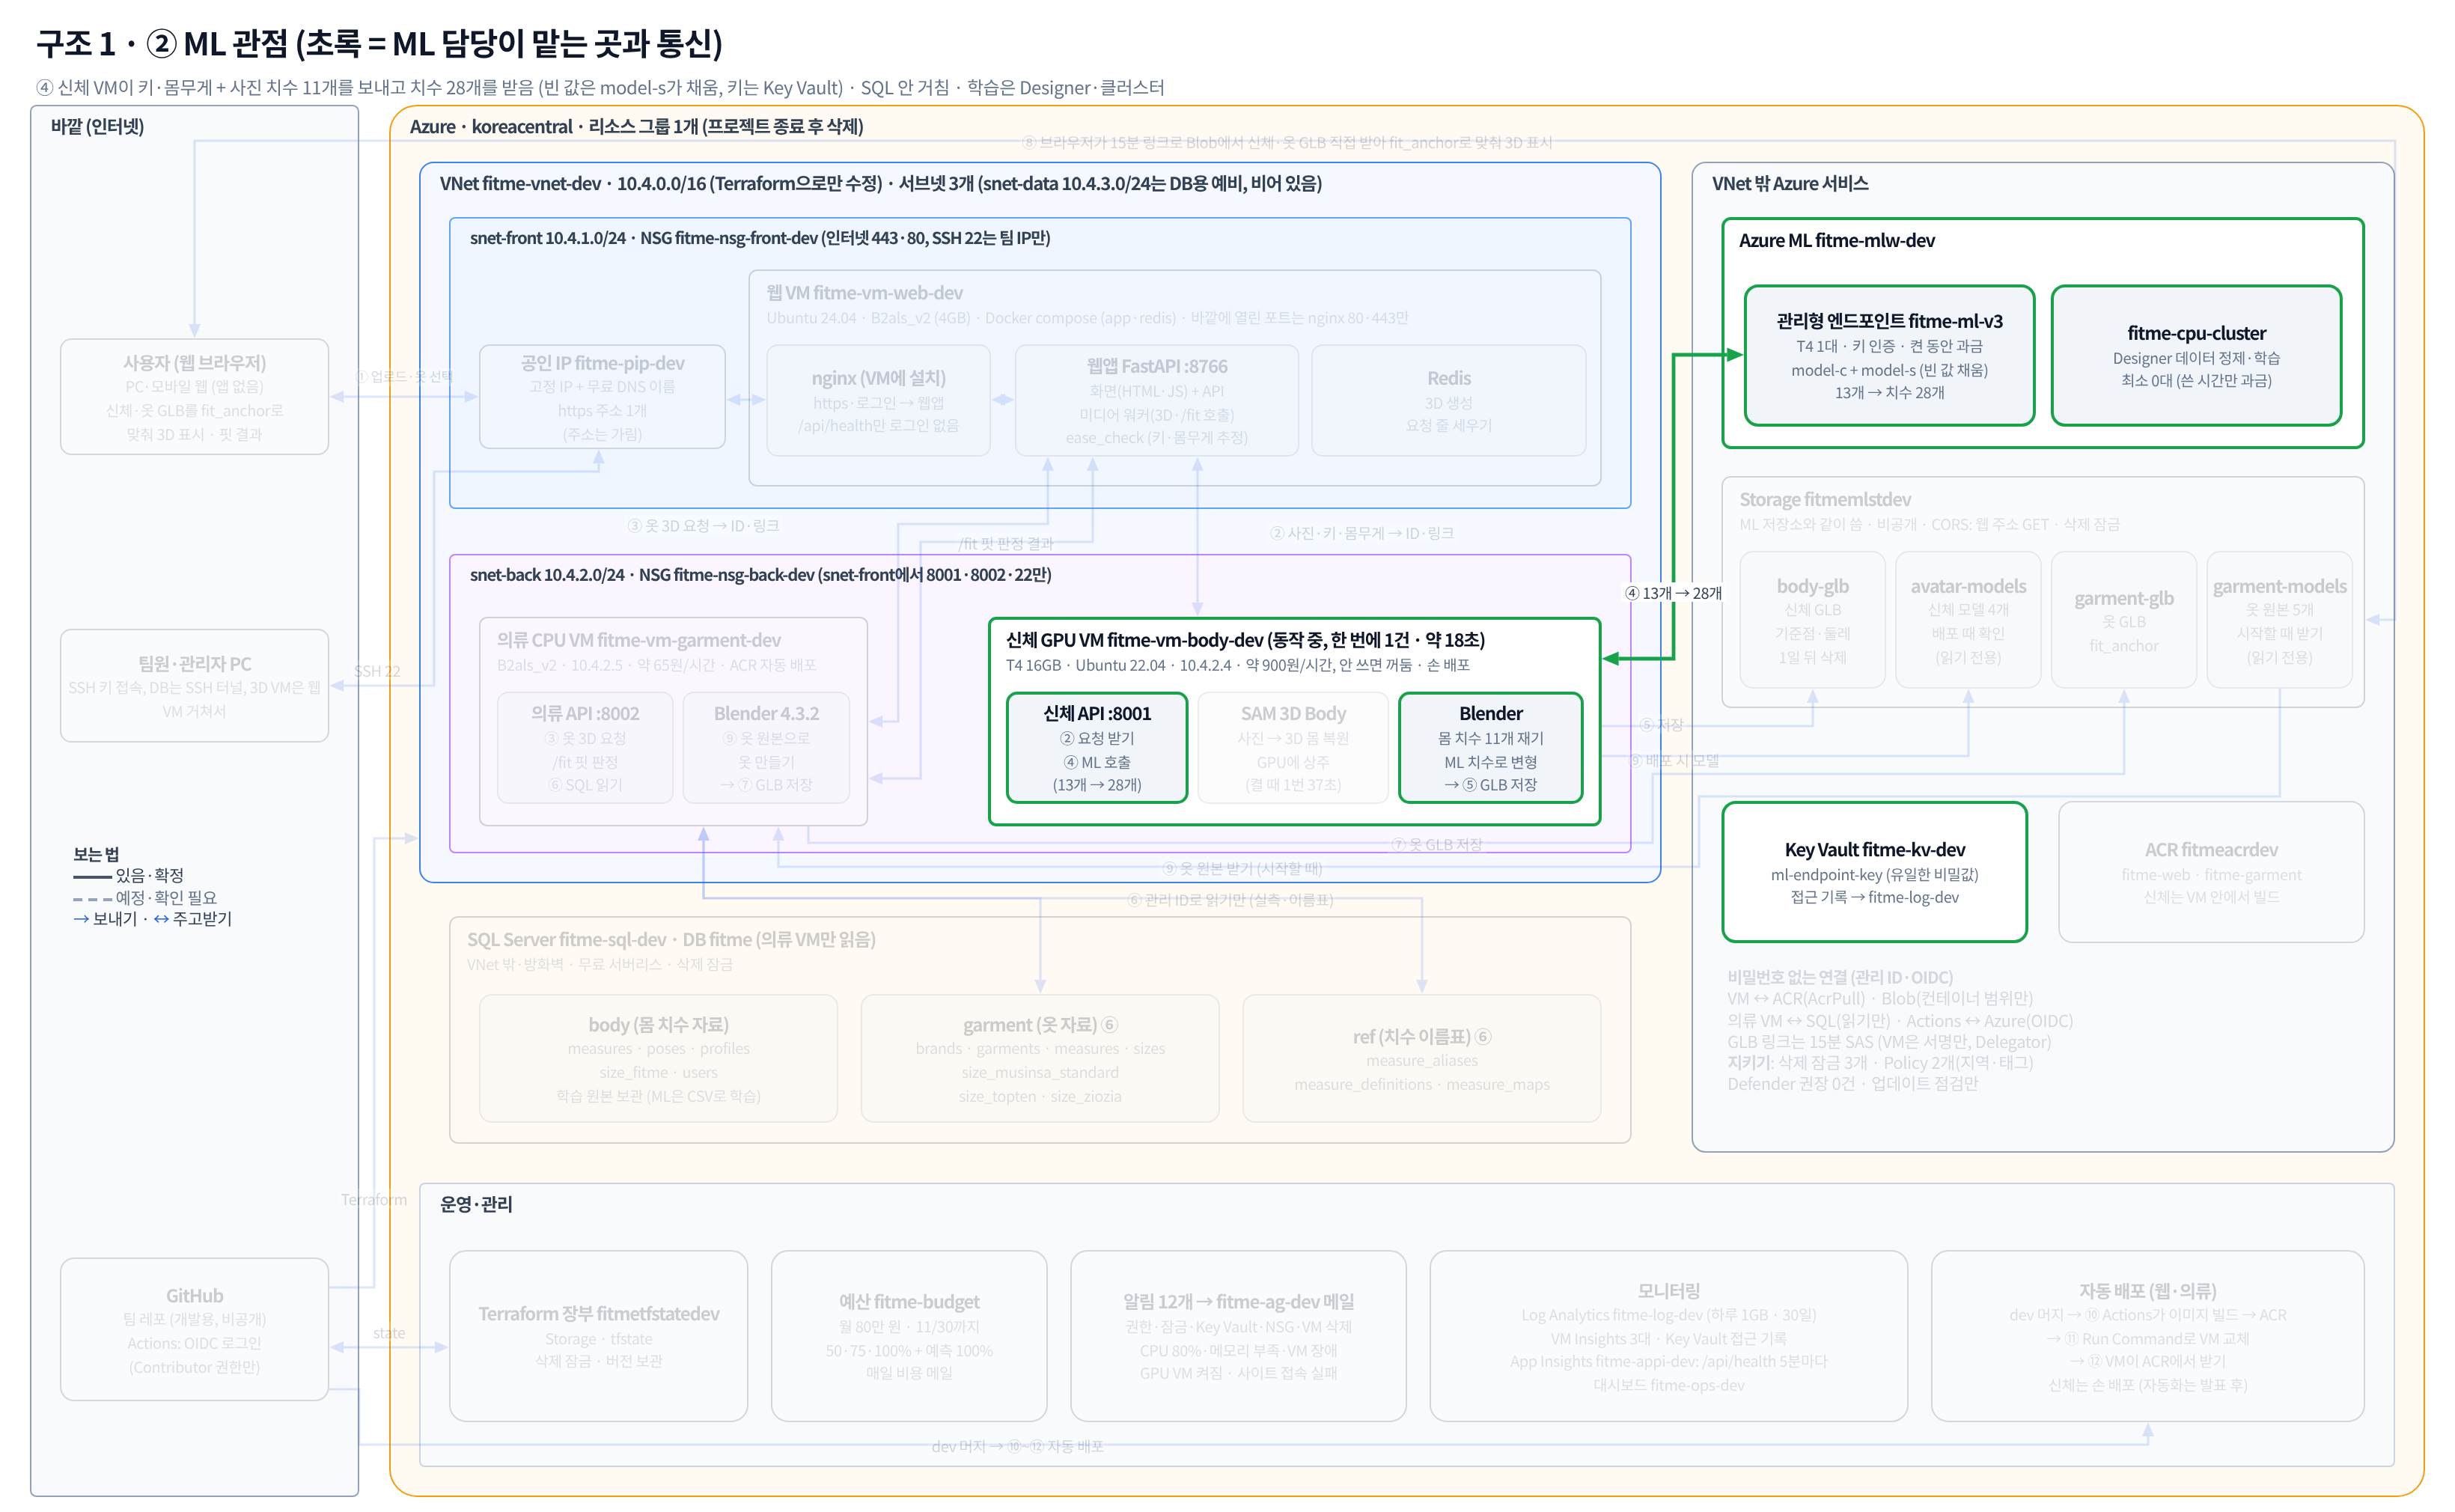 구조 1 · ② ML 관점 (초록 = ML 담당이 맡는 곳과 통신)
④ 신체 VM이 키·몸무게 + 사진 치수 11개를 보내고 치수 28개를 받음 (빈 값은 model-s가 채움, 키는 Key Vault) · SQL 안 거침 · 학습은 Designer·클러스터
바깥 (인터넷)
Azure · koreacentral · 리소스 그룹 1개 (프로젝트 종료 후 삭제)
⑧ 브라우저가 15분 링크로 Blob에서 신체·옷 GLB 직접 받아 fit_anchor로 맞춰 3D 표시
VNet fitme-vnet-dev · 10.4.0.0/16 (Terraform으로만 수정) · 서브넷 3개 (snet-data 10.4.3.0/24는 DB용 예비, 비어 있음)
snet-front 10.4.1.0/24 · NSG fitme-nsg-front-dev (인터넷 443·80, SSH 22는 팀 IP만)
웹 VM fitme-vm-web-dev
Ubuntu 24.04 · B2als_v2 (4GB) · Docker compose (app·redis) · 바깥에 열린 포트는 nginx 80·443만
사용자 (웹 브라우저)
PC·모바일 웹 (앱 없음)
신체·옷 GLB를 fit_anchor로
맞춰 3D 표시 · 핏 결과
① 업로드·옷 선택
공인 IP fitme-pip-dev
고정 IP + 무료 DNS 이름
https 주소 1개
(주소는 가림)
nginx (VM에 설치)
https·로그인 → 웹앱
/api/health만 로그인 없음
웹앱 FastAPI :8766
화면(HTML·JS) + API
미디어 워커(3D·/fit 호출)
ease_check (키·몸무게 추정)
Redis
3D 생성
요청 줄 세우기
③ 옷 3D 요청 → ID·링크
/fit 핏 판정 결과
② 사진·키·몸무게 → ID·링크
snet-back 10.4.2.0/24 · NSG fitme-nsg-back-dev (snet-front에서 8001·8002·22만)
의류 CPU VM fitme-vm-garment-dev
B2als_v2 · 10.4.2.5 · 약 65원/시간 · ACR 자동 배포
의류 API :8002
③ 옷 3D 요청
/fit 핏 판정
⑥ SQL 읽기
Blender 4.3.2
⑨ 옷 원본으로
옷 만들기
→ ⑦ GLB 저장
신체 GPU VM fitme-vm-body-dev (동작 중, 한 번에 1건 · 약 18초)
T4 16GB · Ubuntu 22.04 · 10.4.2.4 · 약 900원/시간, 안 쓰면 꺼둠 · 손 배포
신체 API :8001
② 요청 받기
④ ML 호출
(13개 → 28개)
SAM 3D Body
사진 → 3D 몸 복원
GPU에 상주
(켤 때 1번 37초)
Blender
몸 치수 11개 재기
ML 치수로 변형
→ ⑤ GLB 저장
⑦ 옷 GLB 저장
⑨ 옷 원본 받기 (시작할 때)
팀원·관리자 PC
SSH 키 접속, DB는 SSH 터널, 3D VM은 웹
VM 거쳐서
SSH 22
보는 법
있음·확정
예정·확인 필요
→ 보내기 · ↔ 주고받기
⑥ 관리 ID로 읽기만 (실측·이름표)
SQL Server fitme-sql-dev · DB fitme (의류 VM만 읽음)
VNet 밖·방화벽 · 무료 서버리스 · 삭제 잠금
body (몸 치수 자료)
measures · poses · profiles
size_fitme · users
학습 원본 보관 (ML은 CSV로 학습)
garment (옷 자료) ⑥
brands · garments · measures · sizes
size_musinsa_standard
size_topten · size_ziozia
ref (치수 이름표) ⑥
measure_aliases
measure_definitions · measure_maps
VNet 밖 Azure 서비스
Azure ML fitme-mlw-dev
관리형 엔드포인트 fitme-ml-v3
T4 1대 · 키 인증 · 켠 동안 과금
model-c + model-s (빈 값 채움)
13개 → 치수 28개
fitme-cpu-cluster
Designer 데이터 정제·학습
최소 0대 (쓴 시간만 과금)
④ 13개 → 28개
Storage fitmemlstdev
ML 저장소와 같이 씀 · 비공개 · CORS: 웹 주소 GET · 삭제 잠금
body-glb
신체 GLB
기준점·둘레
1일 뒤 삭제
avatar-models
신체 모델 4개
배포 때 확인
(읽기 전용)
garment-glb
옷 GLB
fit_anchor
garment-models
옷 원본 5개
시작할 때 받기
(읽기 전용)
⑤ 저장
⑨ 배포 시 모델
Key Vault fitme-kv-dev
ml-endpoint-key (유일한 비밀값)
접근 기록 → fitme-log-dev
ACR fitmeacrdev
fitme-web · fitme-garment
신체는 VM 안에서 빌드
비밀번호 없는 연결 (관리 ID·OIDC)
VM ↔ ACR(AcrPull) · Blob(컨테이너 범위만)
의류 VM ↔ SQL(읽기만) · Actions ↔ Azure(OIDC)
GLB 링크는 15분 SAS (VM은 서명만, Delegator)
지키기: 삭제 잠금 3개 · Policy 2개(지역·태그)
Defender 권장 0건 · 업데이트 점검만
Terraform
운영·관리
GitHub
팀 레포 (개발용, 비공개)
Actions: OIDC 로그인
(Contributor 권한만)
state
Terraform 장부 fitmetfstatedev
Storage · tfstate
삭제 잠금 · 버전 보관
예산 fitme-budget
월 80만 원 · 11/30까지
50·75·100% + 예측 100%
매일 비용 메일
알림 12개 → fitme-ag-dev 메일
권한·잠금·Key Vault·NSG·VM 삭제
CPU 80%·메모리 부족·VM 장애
GPU VM 켜짐 · 사이트 접속 실패
모니터링
Log Analytics fitme-log-dev (하루 1GB · 30일)
VM Insights 3대 · Key Vault 접근 기록
App Insights fitme-appi-dev: /api/health 5분마다
대시보드 fitme-ops-dev
자동 배포 (웹·의류)
dev 머지 → ⑩ Actions가 이미지 빌드 → ACR
→ ⑪ Run Command로 VM 교체
→ ⑫ VM이 ACR에서 받기
신체는 손 배포 (자동화는 발표 후)
dev 머지 → ⑩~⑫ 자동 배포